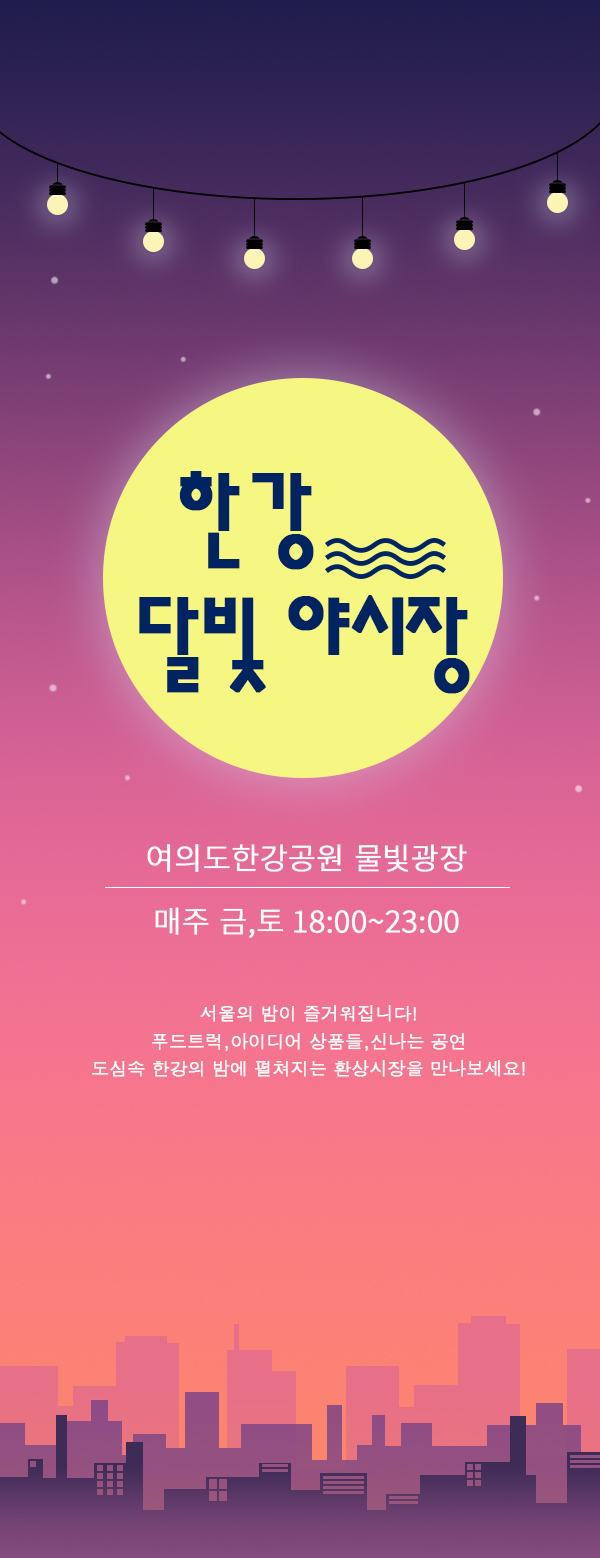 한강
달빛 야시장
여의도한강공원 물빛광장
매주 금,토 18:00~23:00
서울의 밤이 즐거워집니다!
푸드트럭,아이디어 상품들,신나는 공연
도심속 한강의 밤에 펼쳐지는 환상시장을 만나보세요!